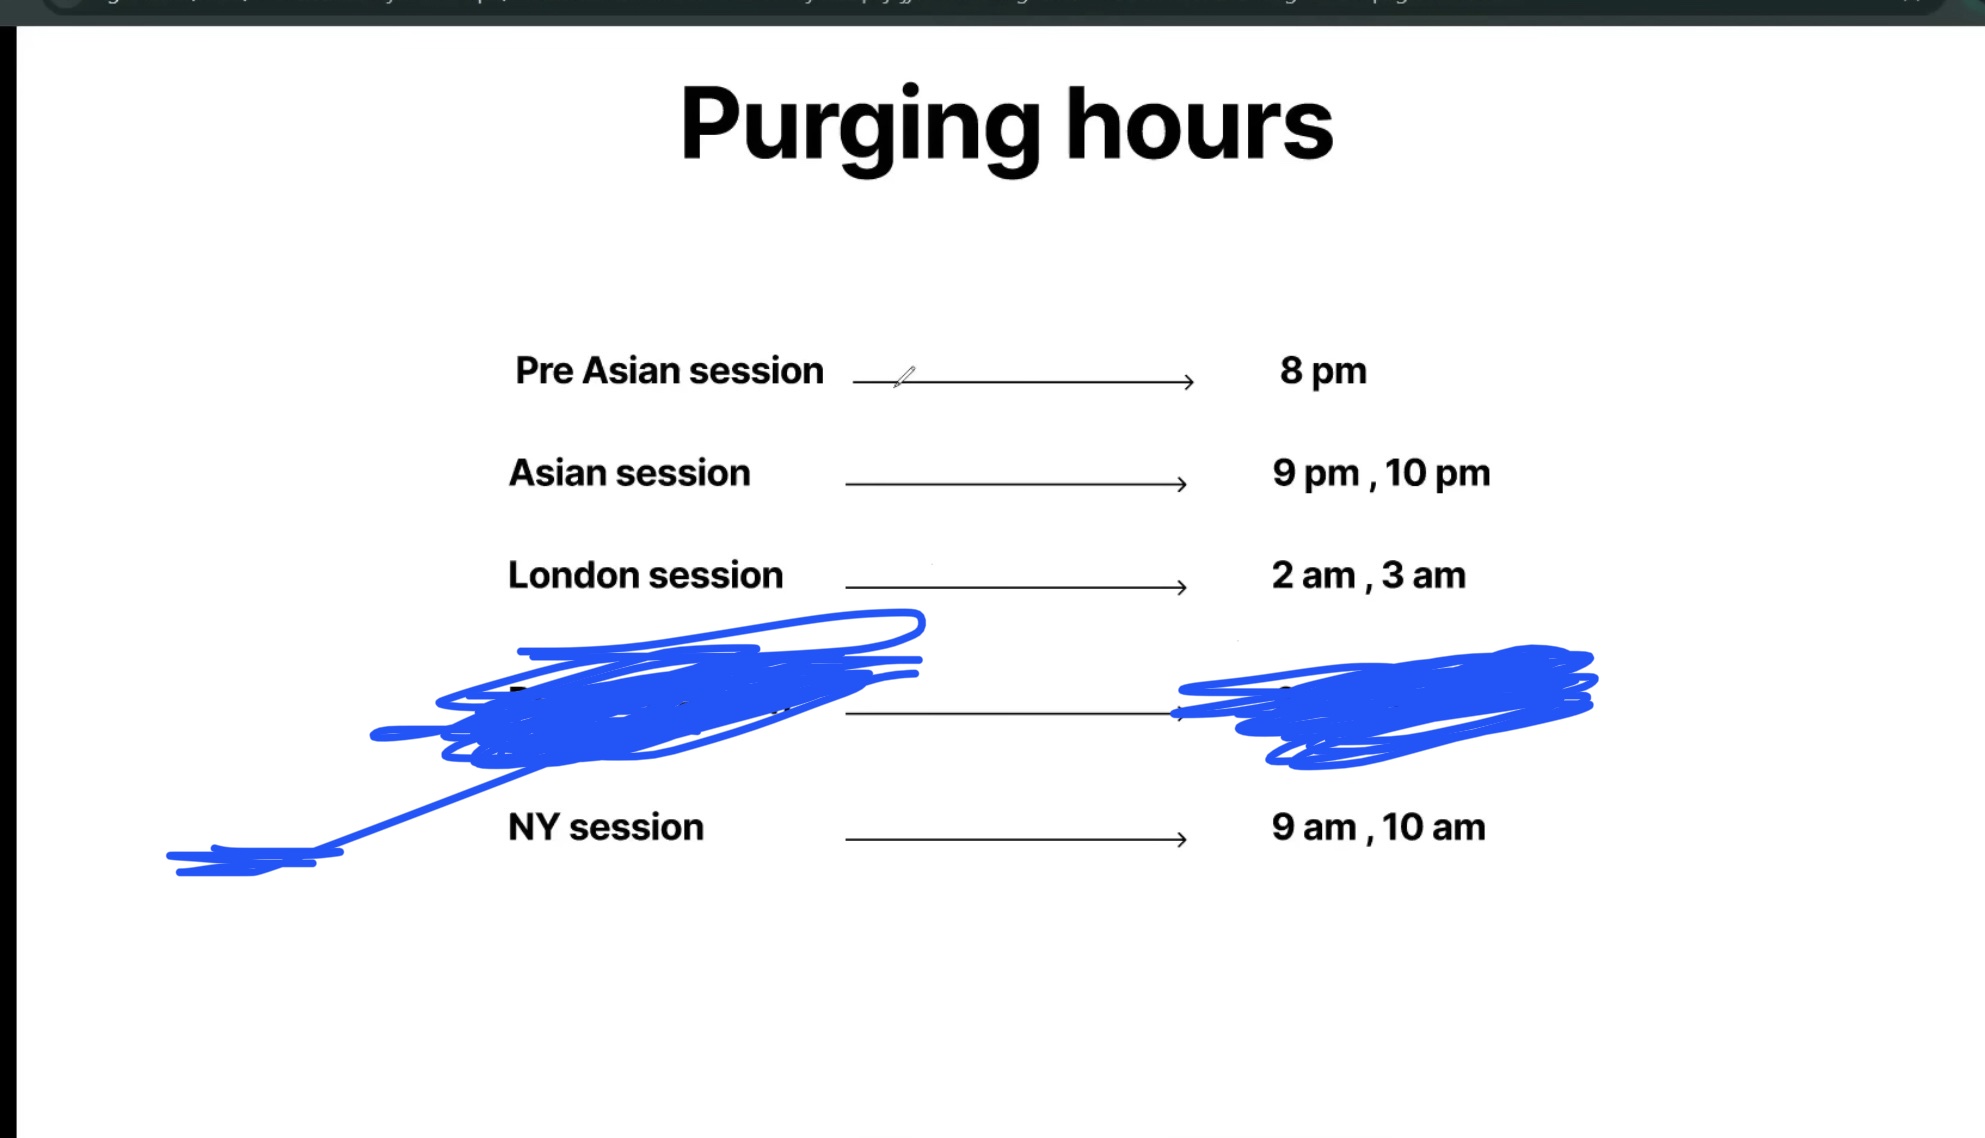 Purging hours
Pre Asian session 8 pm
Asian session 9 pm , 10 pm
London session 2 am , 3 am
NY session 9 am , 10 am